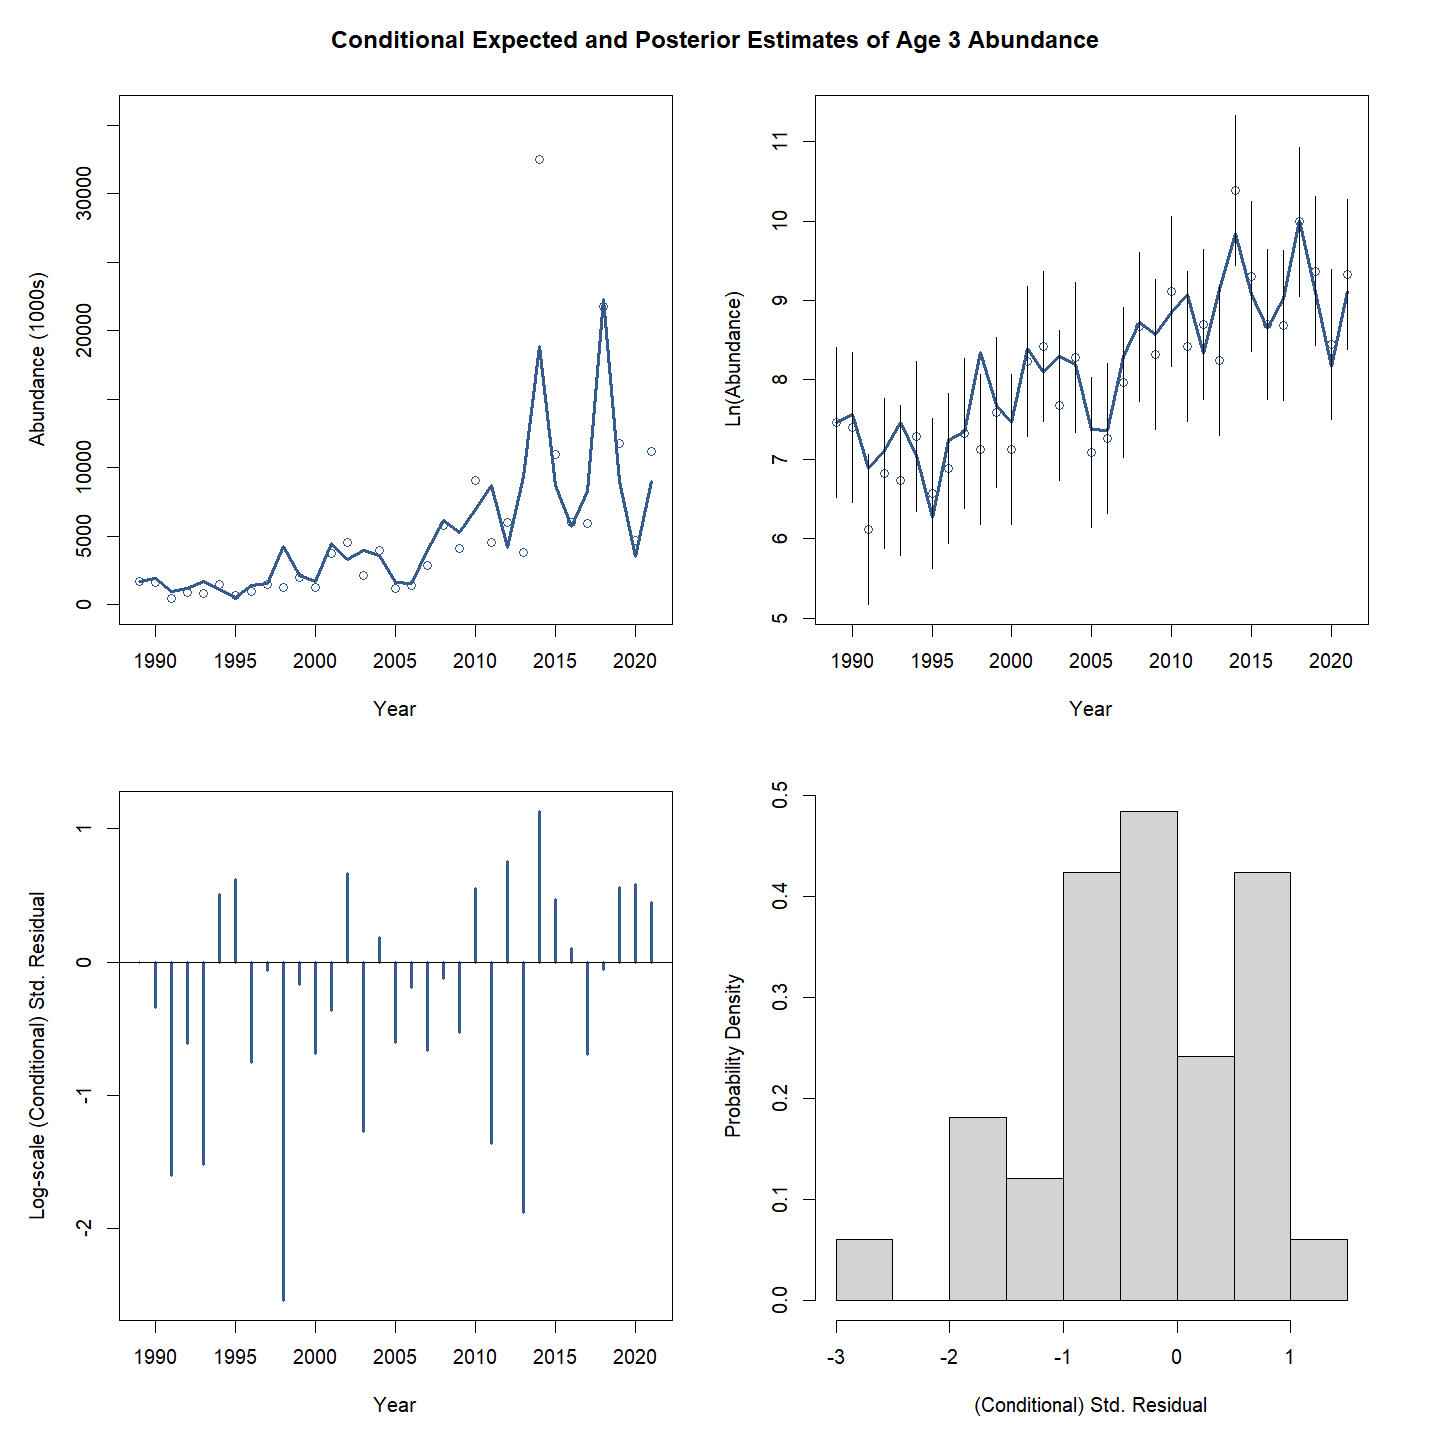 Conditional Expected and Posterior Estimates of Age 3 Abundance
Abundance (1000s)
0
5000
10000
20000
30000
1990 1995 2000 2005 2010 2015 2020
Year
Ln(Abundance)
5
6
7
8
9
10
11
1990 1995 2000 2005 2010 2015 2020
Year
Log-scale (Conditional) Std. Residual
-2
-1
0
1
1990 1995 2000 2005 2010 2015 2020
Year
Probability Density
0.0
0.1
0.2
0.3
0.4
0.5
-3 -2 -1 0 1
(Conditional) Std. Residual